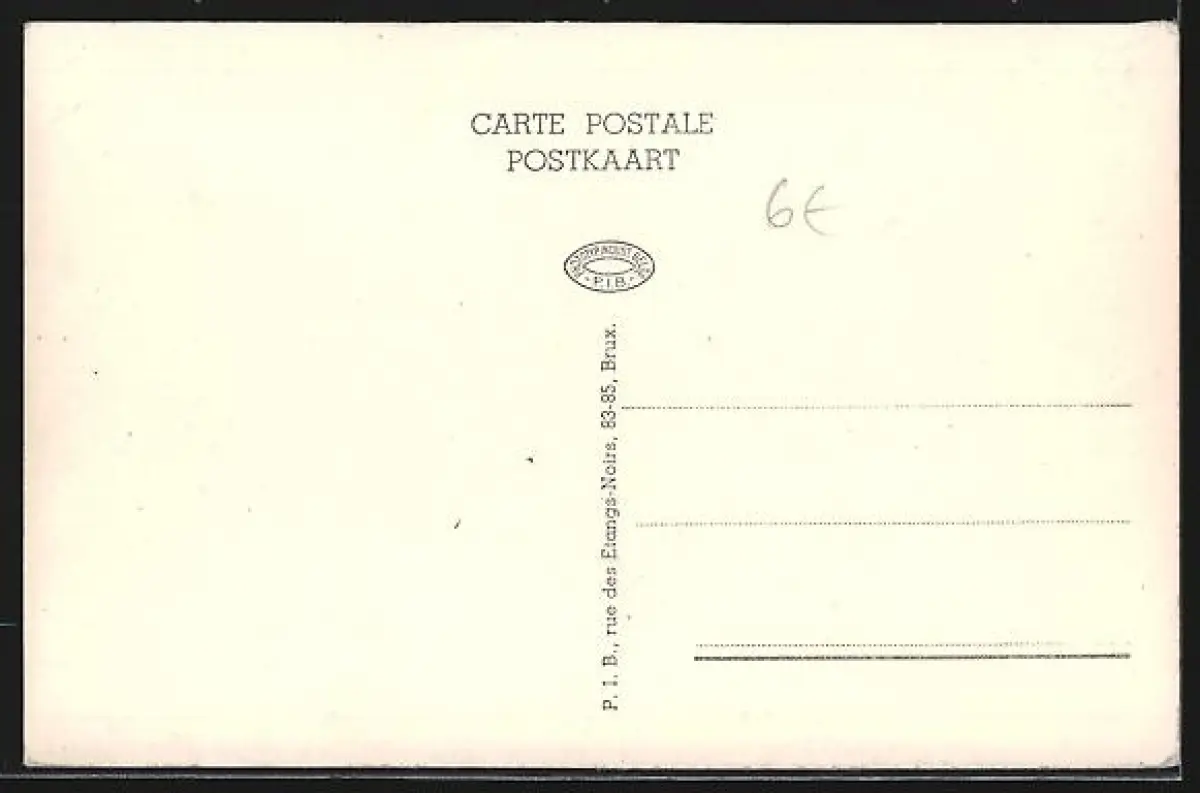 CARTE POSTALE
POSTKAART
6€
P.I.B.
P. I. B., rue des Etangs-Noirs, 83-85, Brux.